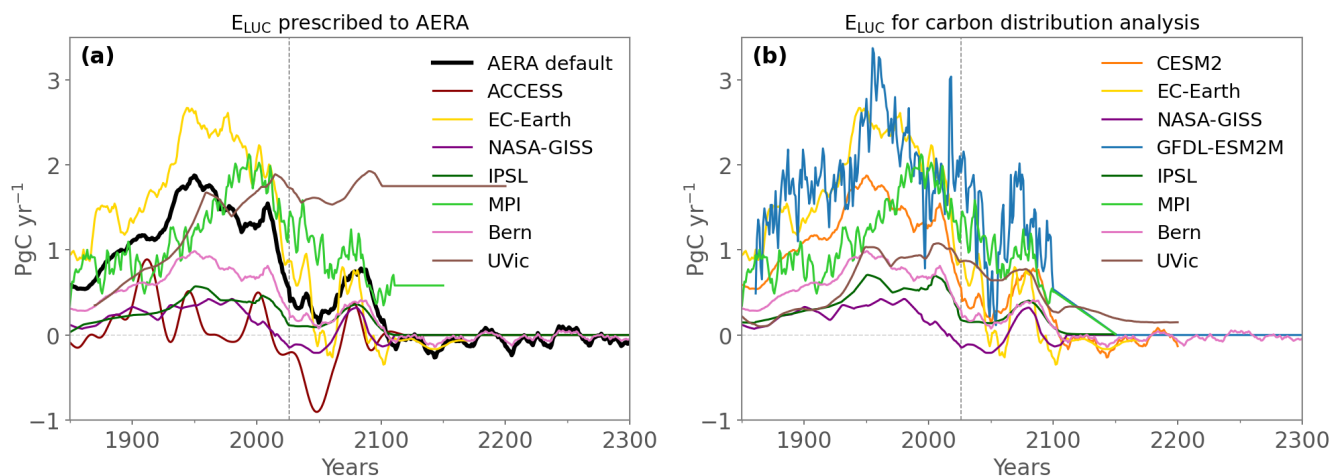 E_LUC prescribed to AERA
(a)
AERA default
ACCESS
EC-Earth
NASA-GISS
IPSL
MPI
Bern
UVic
PgC yr⁻¹
3
2
1
0
−1
1900 2000 2100 2200 2300
Years
E_LUC for carbon distribution analysis
(b)
CESM2
EC-Earth
NASA-GISS
GFDL-ESM2M
IPSL
MPI
Bern
UVic
PgC yr⁻¹
3
2
1
0
−1
1900 2000 2100 2200 2300
Years